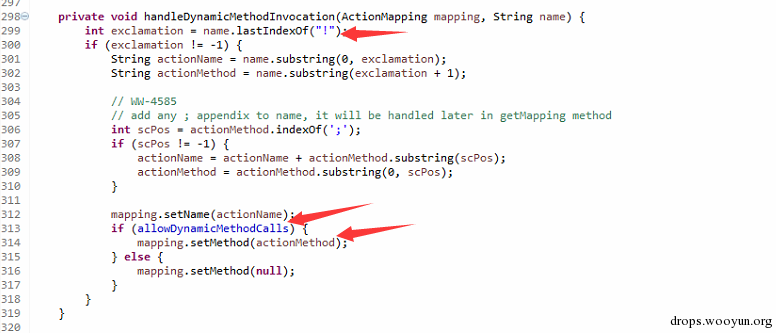 297
298 private void handleDynamicMethodInvocation(ActionMapping mapping, String name) {
299 int exclamation = name.lastIndexOf("!");
300 if (exclamation != -1) {
301 String actionName = name.substring(0, exclamation);
302 String actionMethod = name.substring(exclamation + 1);
303
304 // WW-4585
305 // add any ; appendix to name, it will be handled later in getMapping method
306 int scPos = actionMethod.indexOf(';');
307 if (scPos != -1) {
308 actionName = actionName + actionMethod.substring(scPos);
309 actionMethod = actionMethod.substring(0, scPos);
310 }
311
312 mapping.setName(actionName);
313 if (allowDynamicMethodCalls) {
314 mapping.setMethod(actionMethod);
315 } else {
316 mapping.setMethod(null);
317 }
318 }
319 }
320
drops.wooyun.org